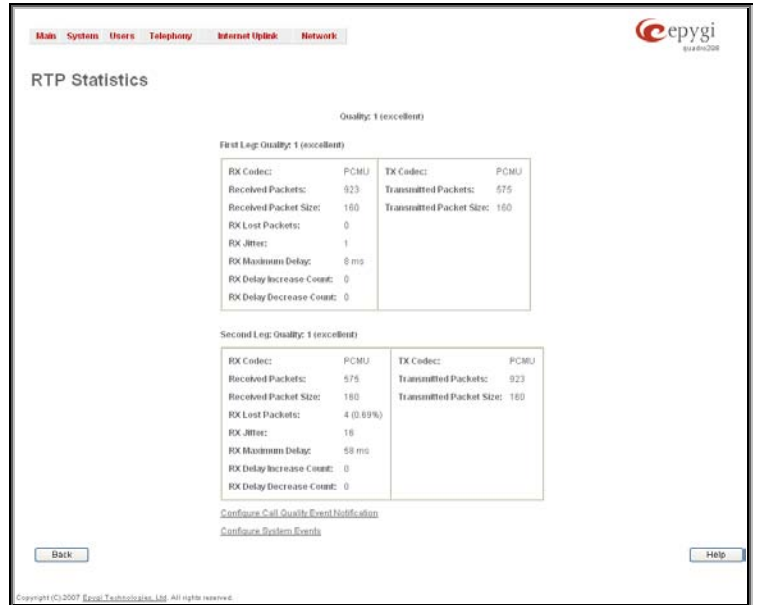 Main System Users Telephony Internet Uplink Network
epygi
quadro208
RTP Statistics
Quality: 1 (excellent)
First Leg: Quality: 1 (excellent)
RX Codec: PCMU TX Codec: PCMU
Received Packets: 923 Transmitted Packets: 575
Received Packet Size: 160 Transmitted Packet Size: 160
RX Lost Packets: 0
RX Jitter: 1
RX Maximum Delay: 8 ms
RX Delay Increase Count: 0
RX Delay Decrease Count: 0
Second Leg: Quality: 1 (excellent)
RX Codec: PCMU TX Codec: PCMU
Received Packets: 575 Transmitted Packets: 923
Received Packet Size: 160 Transmitted Packet Size: 160
RX Lost Packets: 4 (0.69%)
RX Jitter: 16
RX Maximum Delay: 58 ms
RX Delay Increase Count: 0
RX Delay Decrease Count: 0
Configure Call Quality Event Notification
Configure System Events
Back Help
Copyright (C) 2007 Epygi Technologies, Ltd. All rights reserved.